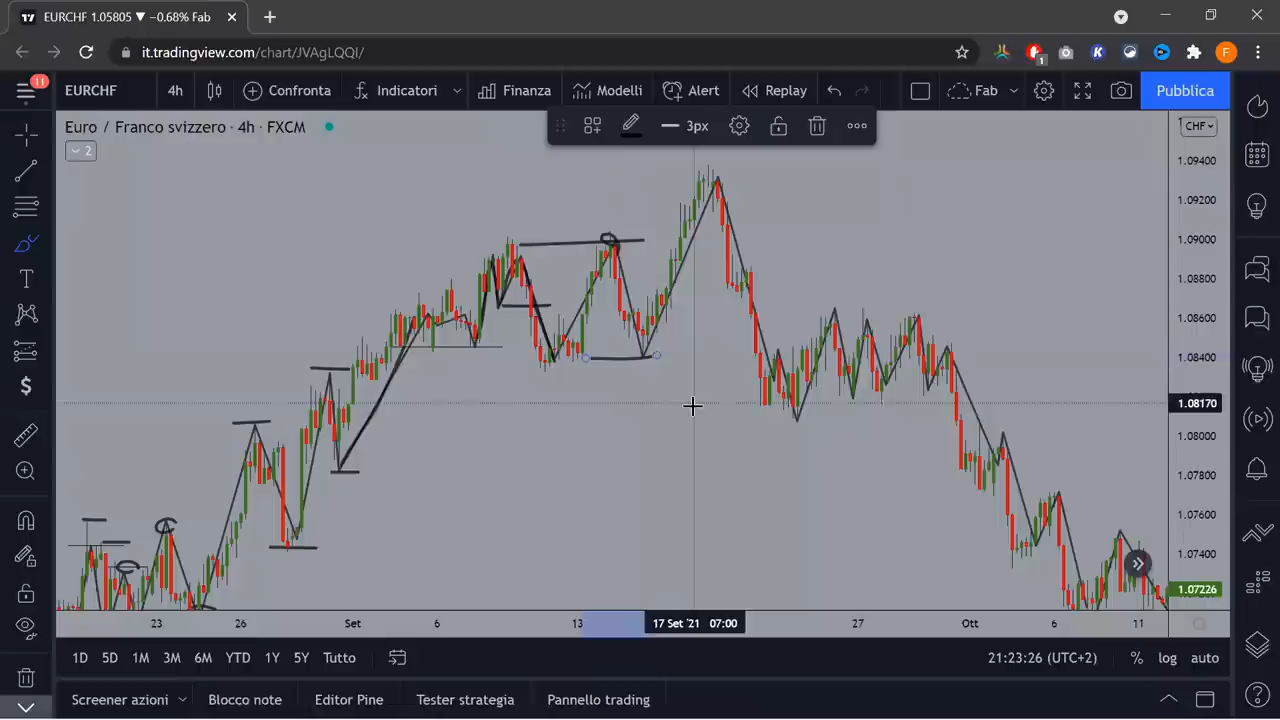 EURCHF 1.05805 ▼ −0.68% Fab
it.tradingview.com/chart/JVAgLQQI/
1
F
11
EURCHF
4h
Confronta
Indicatori
Finanza
Modelli
Alert
Replay
Fab
Pubblica
Euro / Franco svizzero · 4h · FXCM
2
3px
CHF
1.09400
1.09200
1.09000
1.08800
1.08600
1.08400
1.08170
1.08000
1.07800
1.07600
1.07400
1.07226
23
26
Set
6
13
17 Set '21 07:00
27
Ott
6
11
1D 5D 1M 3M 6M YTD 1Y 5Y Tutto
21:23:26 (UTC+2)
% log auto
Screener azioni
Blocco note
Editor Pine
Tester strategia
Pannello trading